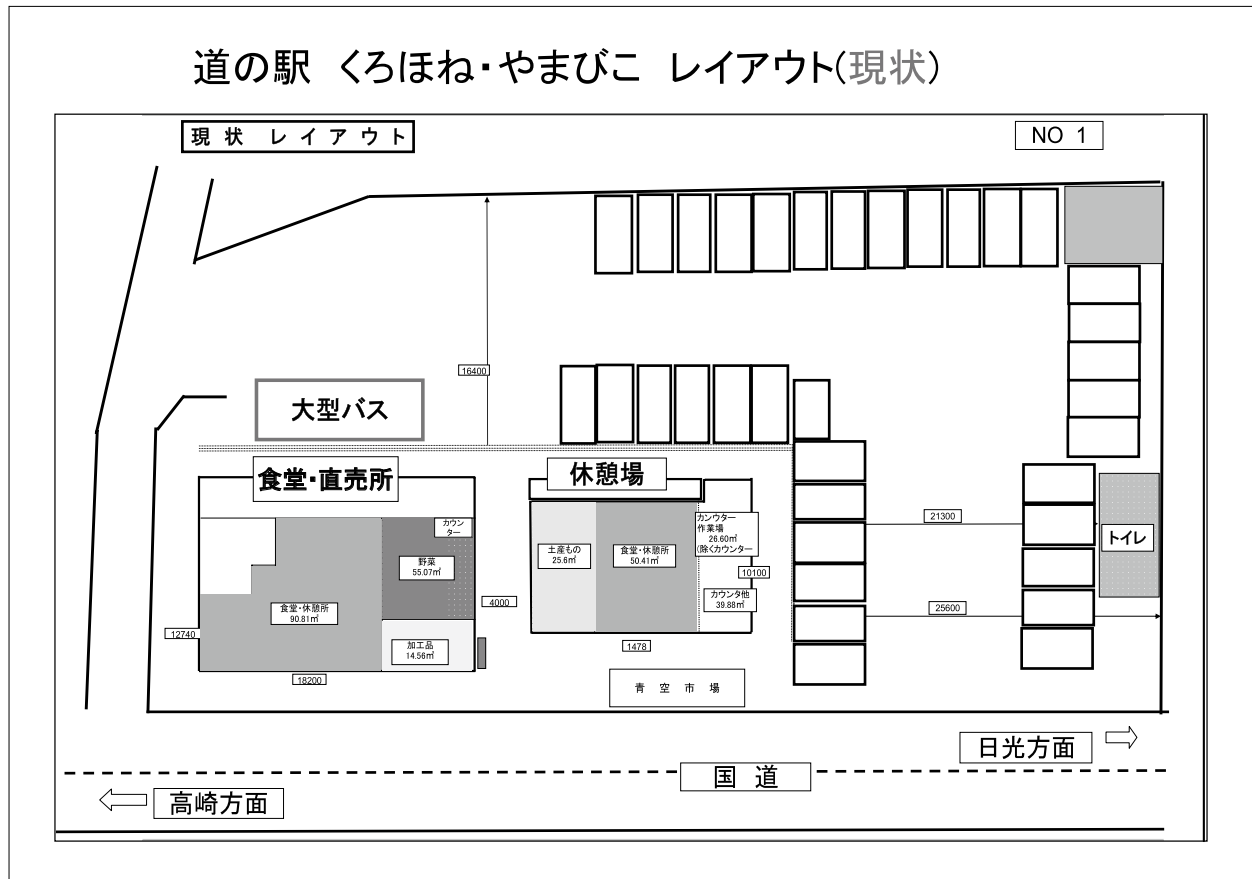 道の駅 くろほね・やまびこ レイアウト(現状)
現 状 レ イ ア ウ ト
NO 1
16400
大型バス
食堂・直売所
休憩場
カウン
ター
野菜
55.07㎡
食堂・休憩所
90.81㎡
加工品
14.56㎡
12740
18200
4000
土産もの
25.6㎡
食堂・休憩所
50.41㎡
カンウター
作業場
26.60㎡
(除くカウンター
10100
カウンタ他
39.88㎡
1478
青 空 市 場
21300
25600
トイレ
日光方面
国 道
高崎方面